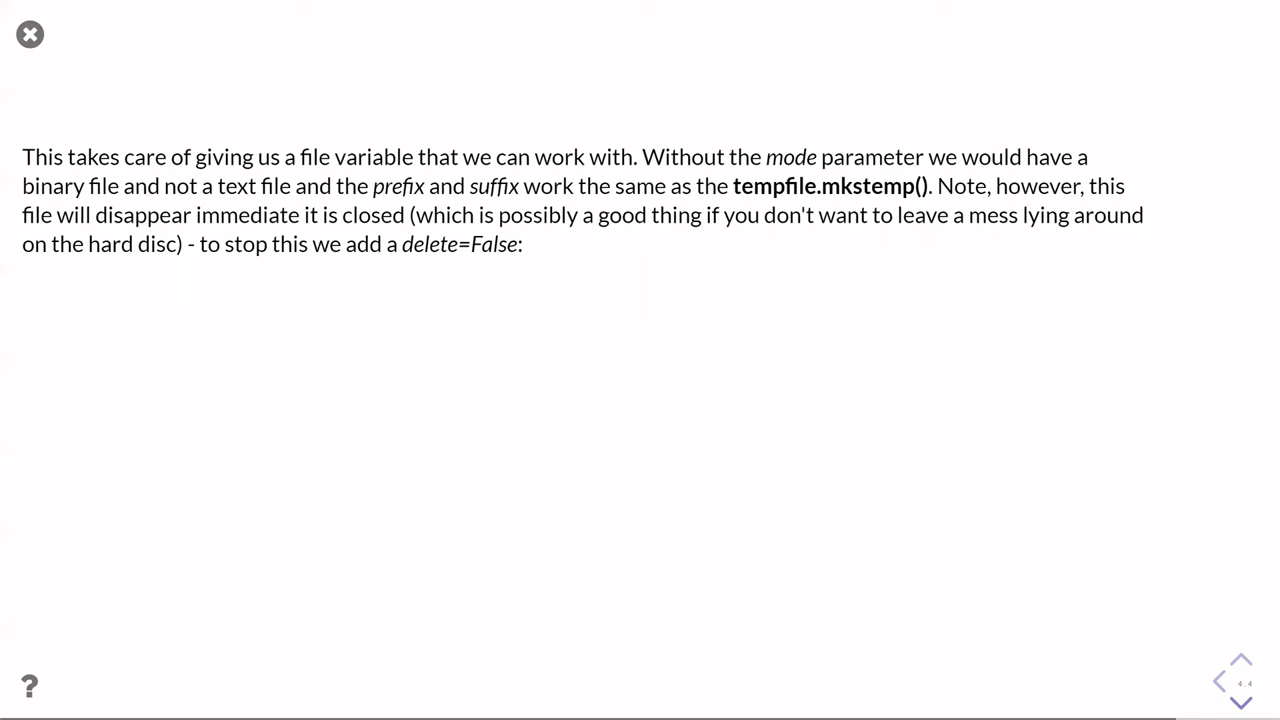 This takes care of giving us a file variable that we can work with. Without the mode parameter we would have a
binary file and not a text file and the prefix and suffix work the same as the tempfile.mkstemp(). Note, however, this
file will disappear immediate it is closed (which is possibly a good thing if you don't want to leave a mess lying around
on the hard disc) - to stop this we add a delete=False:
?
4.4